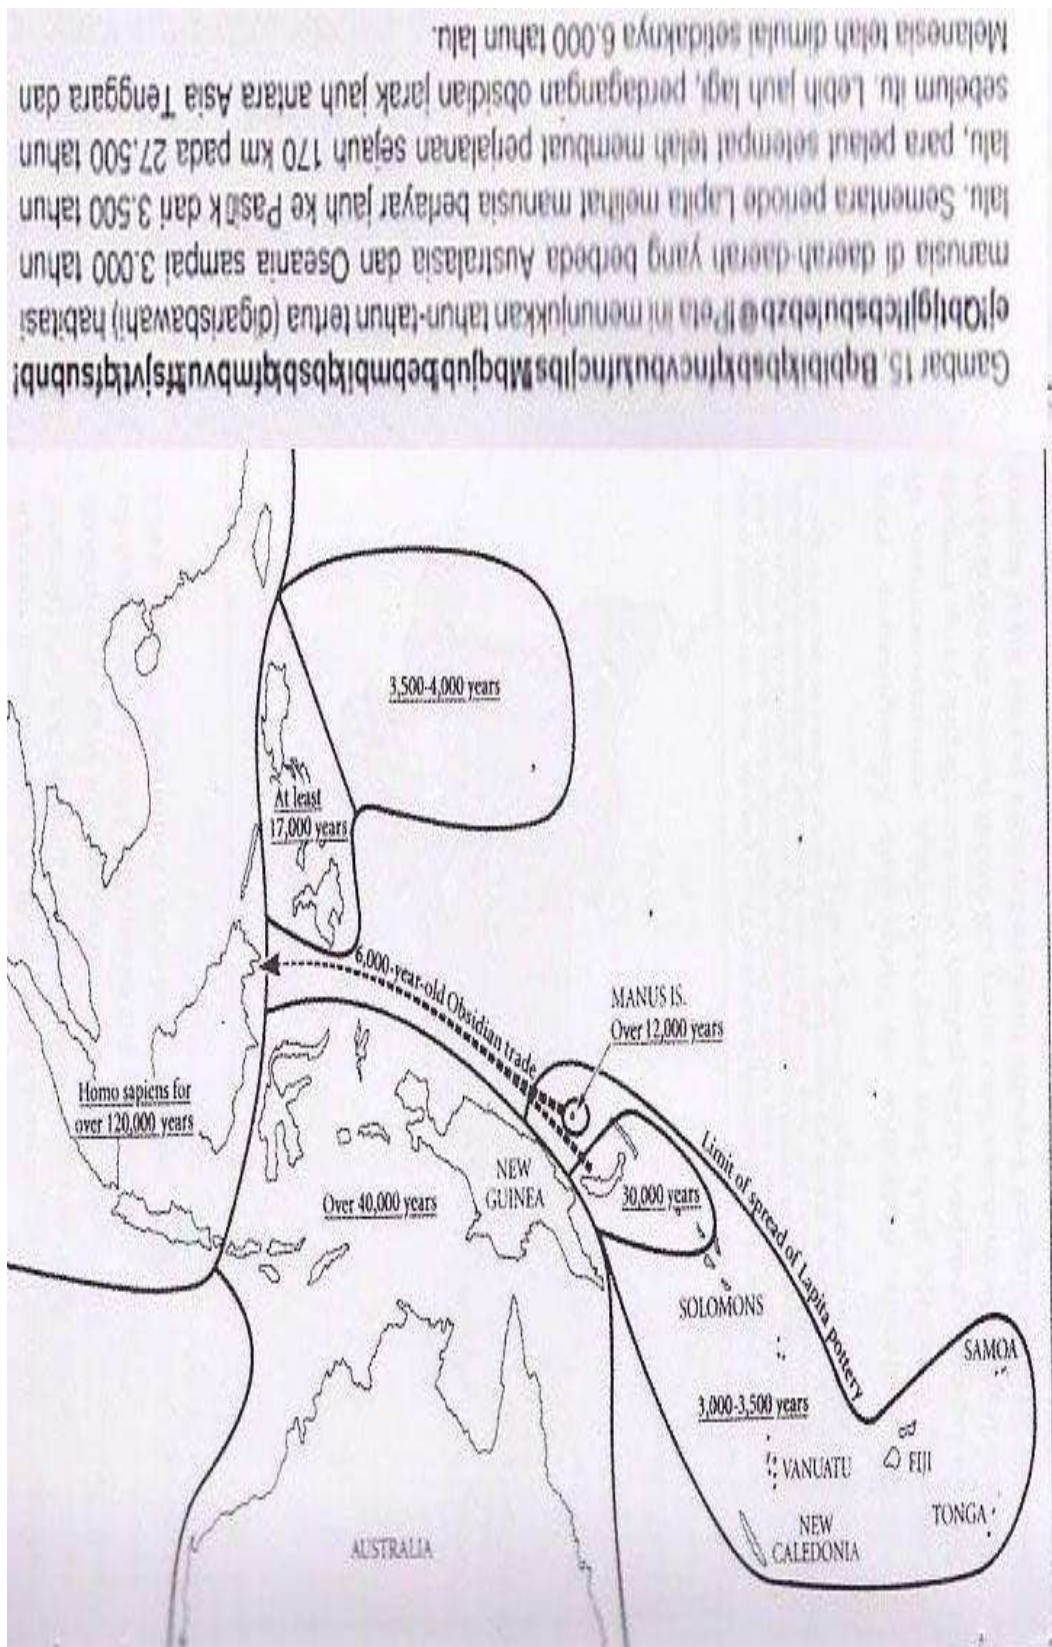 Gambar 15.
Peta ini menunjukkan tahun-tahun tertua (digarisbawahi) habitasi
manusia di daerah-daerah yang berbeda Australasia dan Oseania sampai 3.000 tahun
lalu. Sementara periode Lapita melihat manusia berlayar jauh ke Pasifik dari 3.500 tahun
lalu, para pelaut setempat telah membuat perjalanan sejauh 170 km pada 27.500 tahun
sebelum itu. Lebih jauh lagi, perdagangan obsidian jarak jauh antara Asia Tenggara dan
Melanesia telah dimulai setidaknya 6.000 tahun lalu.
3,500-4,000 years
At least
17,000 years
6,000-year-old Obsidian trade
MANUS IS.
Over 12,000 years
Homo sapiens for
over 120,000 years
Limit of spread of Lapita pottery
NEW
GUINEA
30,000 years
Over 40,000 years
SOLOMONS
SAMOA
3,000-3,500 years
VANUATU
FIJI
TONGA
NEW
CALEDONIA
AUSTRALIA